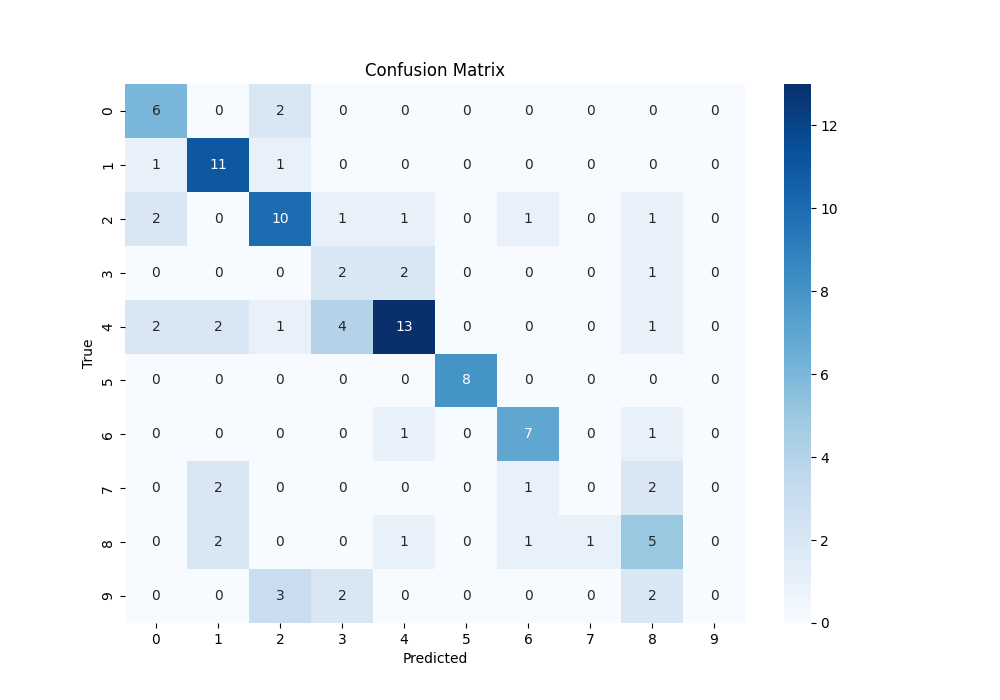 Confusion Matrix
0 6 0 2 0 0 0 0 0 0 0
1 1 11 1 0 0 0 0 0 0 0
2 2 0 10 1 1 0 1 0 1 0
3 0 0 0 2 2 0 0 0 1 0
4 2 2 1 4 13 0 0 0 1 0
5 0 0 0 0 0 8 0 0 0 0
6 0 0 0 0 1 0 7 0 1 0
7 0 2 0 0 0 0 1 0 2 0
8 0 2 0 0 1 0 1 1 5 0
9 0 0 3 2 0 0 0 0 2 0
True
0 1 2 3 4 5 6 7 8 9
Predicted
12
10
8
6
4
2
0